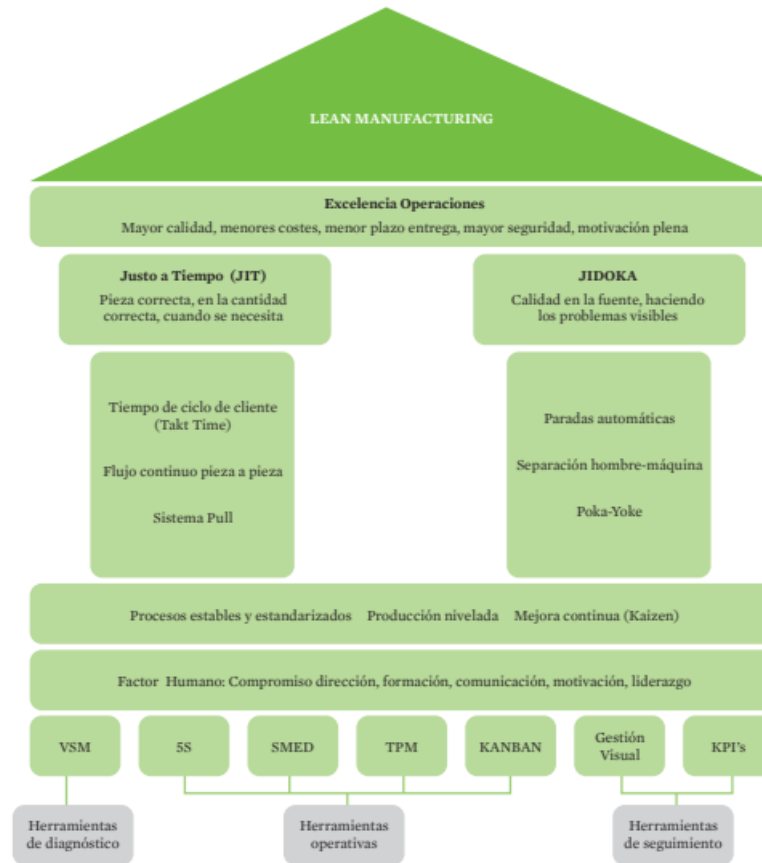 LEAN MANUFACTURING
Excelencia Operaciones
Mayor calidad, menores costes, menor plazo entrega, mayor seguridad, motivación plena
Justo a Tiempo (JIT)
Pieza correcta, en la cantidad
correcta, cuando se necesita
JIDOKA
Calidad en la fuente, haciendo
los problemas visibles
Tiempo de ciclo de cliente
(Takt Time)
Flujo continuo pieza a pieza
Sistema Pull
Paradas automáticas
Separación hombre-máquina
Poka-Yoke
Procesos estables y estandarizados Producción nivelada Mejora continua (Kaizen)
Factor Humano: Compromiso dirección, formación, comunicación, motivación, liderazgo
VSM
5S
SMED
TPM
KANBAN
Gestión
Visual
KPI's
Herramientas
de diagnóstico
Herramientas
operativas
Herramientas
de seguimiento